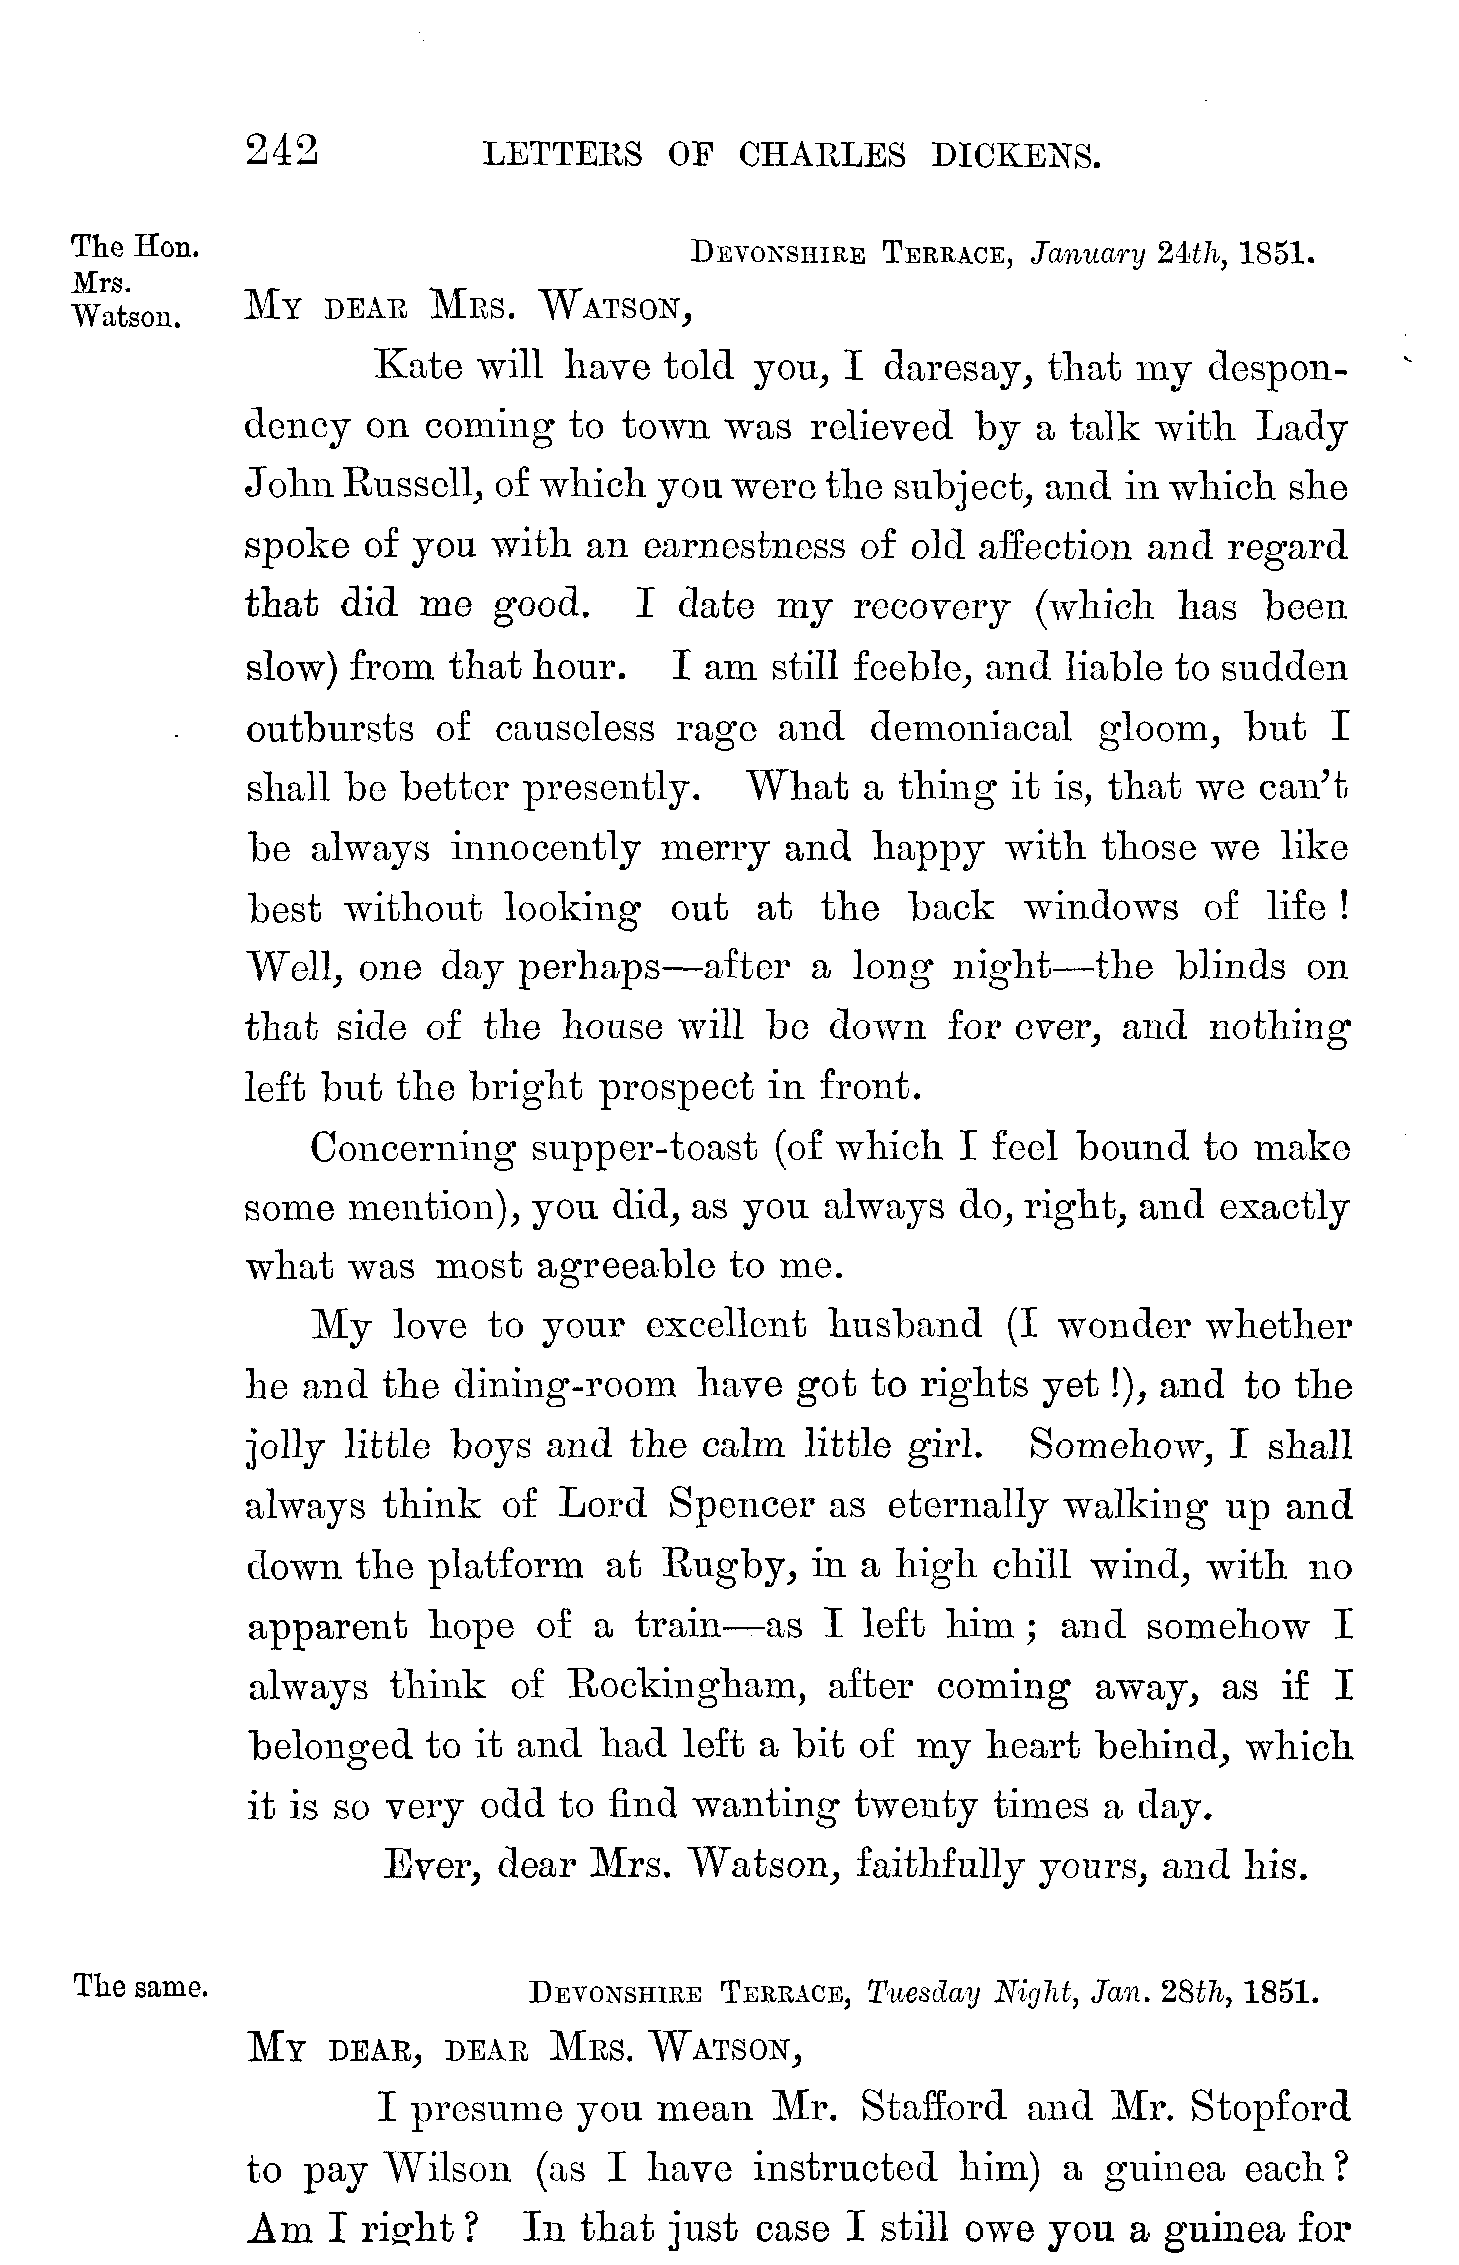 242 LETTERS OF CHARLES DICKENS.
The Hon.
Mrs.
Watson.
DEVONSHIRE TERRACE, January 24th, 1851.
MY DEAR MRS. WATSON,
Kate will have told you, I daresay, that my despon-
dency on coming to town was relieved by a talk with Lady
John Russell, of which you were the subject, and in which she
spoke of you with an earnestness of old affection and regard
that did me good. I date my recovery (which has been
slow) from that hour. I am still feeble, and liable to sudden
outbursts of causeless rage and demoniacal gloom, but I
shall be better presently. What a thing it is, that we can't
be always innocently merry and happy with those we like
best without looking out at the back windows of life!
Well, one day perhaps—after a long night—the blinds on
that side of the house will be down for ever, and nothing
left but the bright prospect in front.
Concerning supper-toast (of which I feel bound to make
some mention), you did, as you always do, right, and exactly
what was most agreeable to me.
My love to your excellent husband (I wonder whether
he and the dining-room have got to rights yet!), and to the
jolly little boys and the calm little girl. Somehow, I shall
always think of Lord Spencer as eternally walking up and
down the platform at Rugby, in a high chill wind, with no
apparent hope of a train—as I left him; and somehow I
always think of Rockingham, after coming away, as if I
belonged to it and had left a bit of my heart behind, which
it is so very odd to find wanting twenty times a day.
Ever, dear Mrs. Watson, faithfully yours, and his.
The same.
DEVONSHIRE TERRACE, Tuesday Night, Jan. 28th, 1851.
MY DEAR, DEAR MRS. WATSON,
I presume you mean Mr. Stafford and Mr. Stopford
to pay Wilson (as I have instructed him) a guinea each?
Am I right? In that just case I still owe you a guinea for